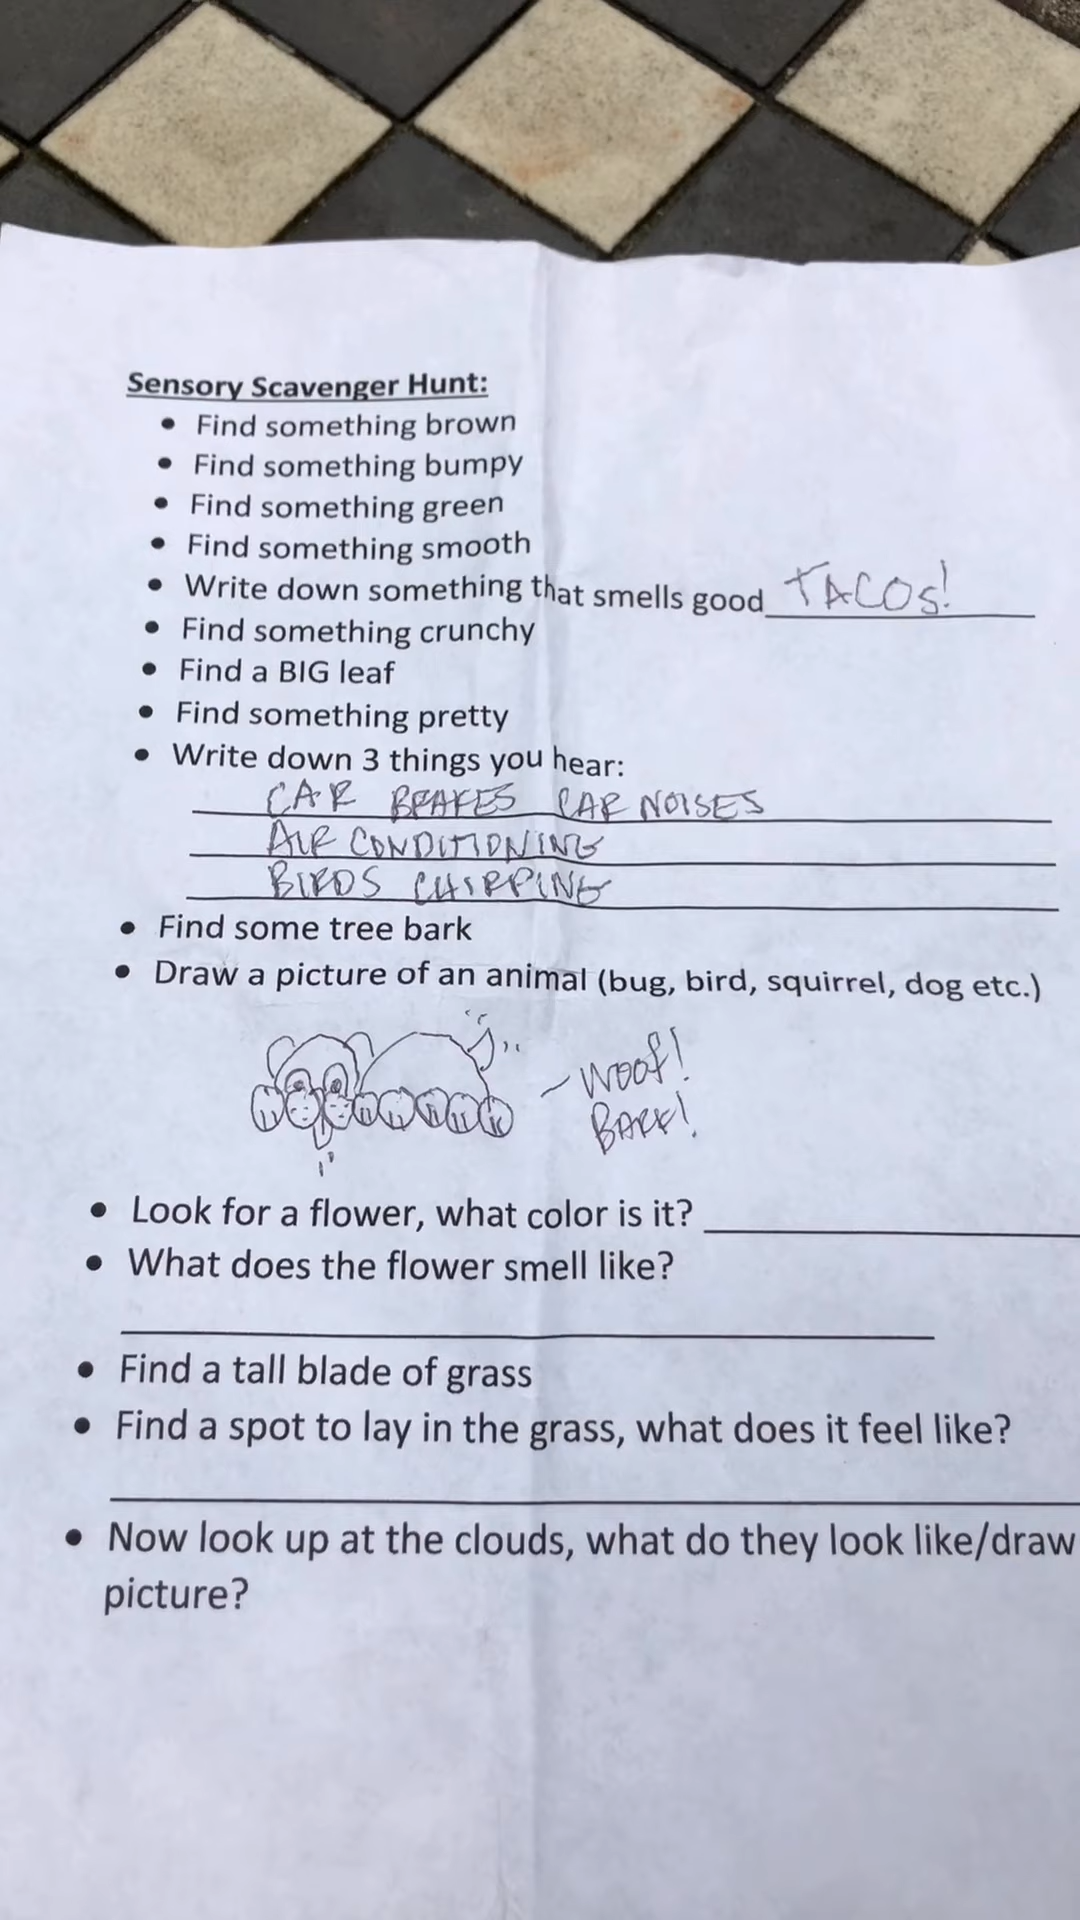 Sensory Scavenger Hunt:
• Find something brown
• Find something bumpy
• Find something green
• Find something smooth
• Write down something that smells good TACOS!
• Find something crunchy
• Find a BIG leaf
• Find something pretty
• Write down 3 things you hear:
CAR BRAKES CAR NOISES
AIR CONDITIONING
BIRDS CHIRPING
• Find some tree bark
• Draw a picture of an animal (bug, bird, squirrel, dog etc.)
- WOOf!
BARK!
• Look for a flower, what color is it?
• What does the flower smell like?
• Find a tall blade of grass
• Find a spot to lay in the grass, what does it feel like?
• Now look up at the clouds, what do they look like/draw
picture?